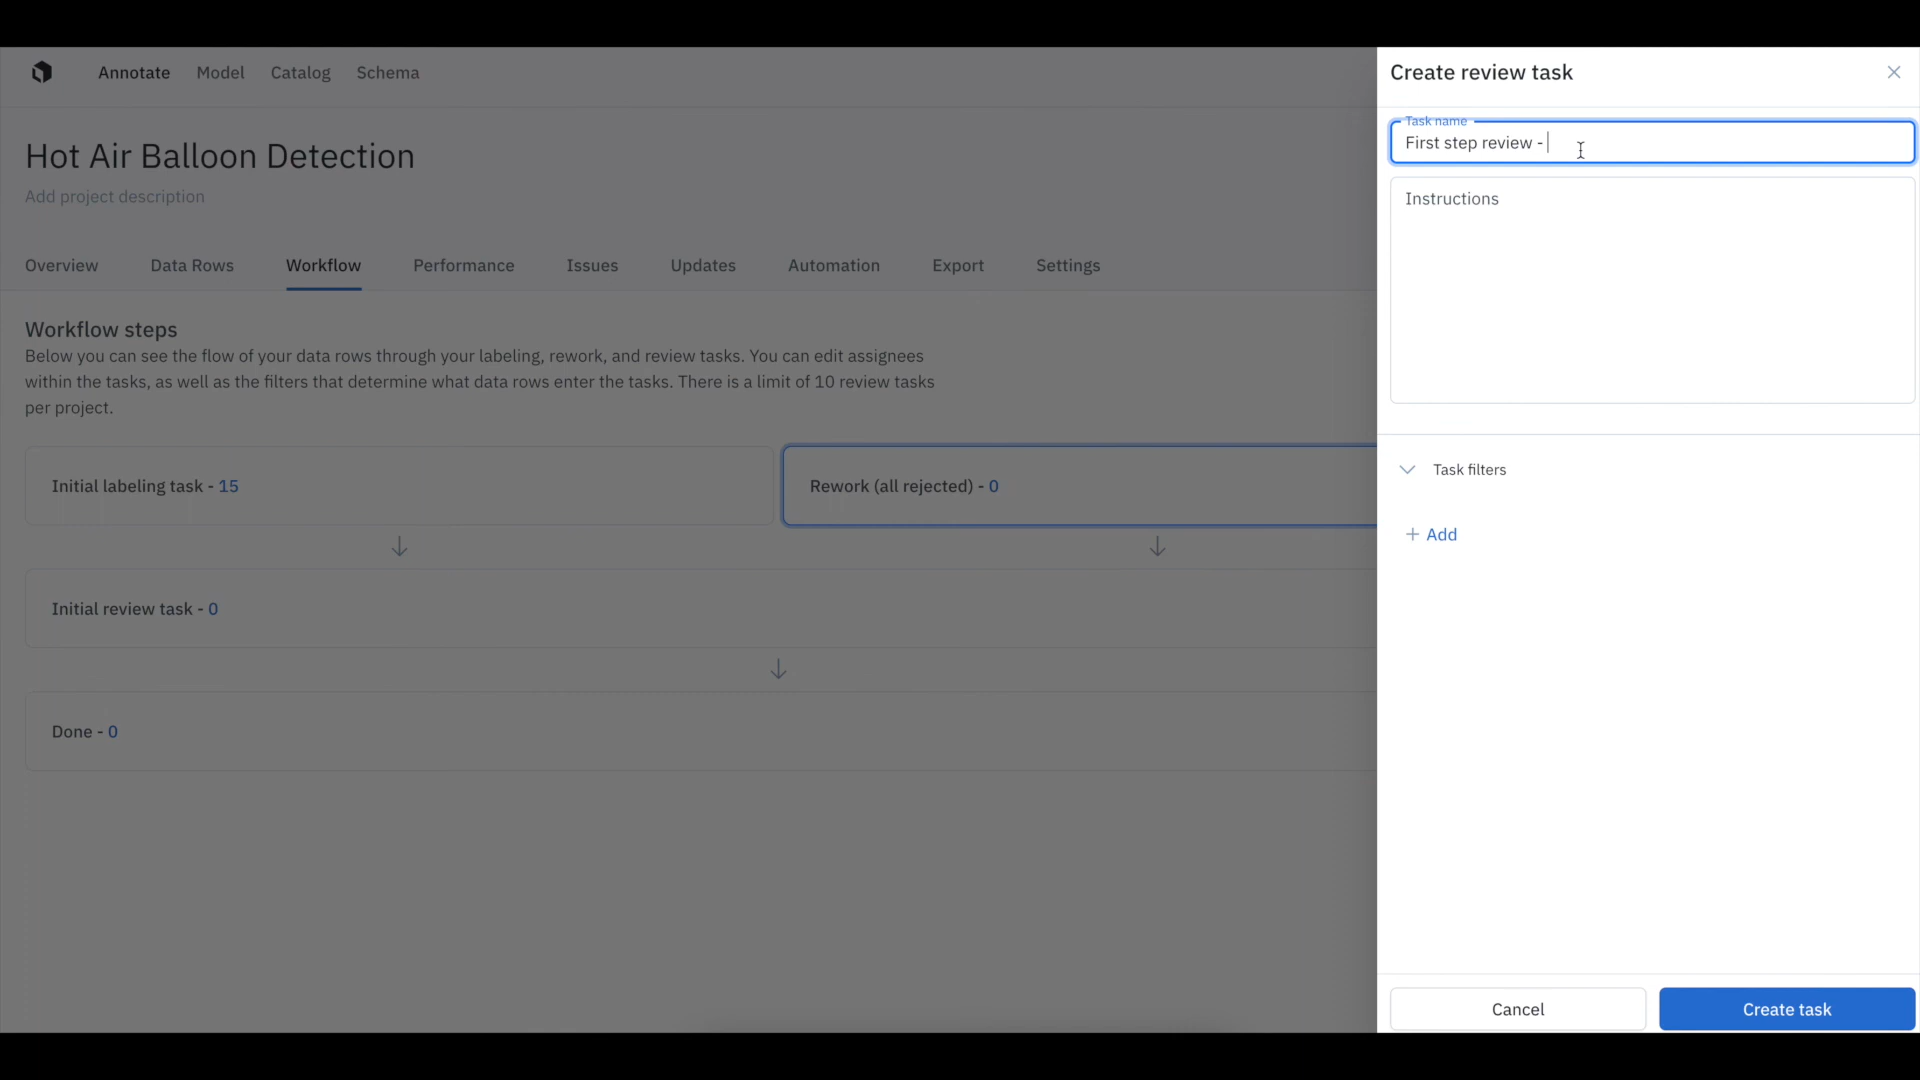 Annotate Model Catalog Schema
Hot Air Balloon Detection
Add project description
Overview Data Rows Workflow Performance Issues Updates Automation Export Settings
Workflow steps
Below you can see the flow of your data rows through your labeling, rework, and review tasks. You can edit assignees
within the tasks, as well as the filters that determine what data rows enter the tasks. There is a limit of 10 review tasks
per project.
Initial labeling task - 15
Rework (all rejected) - 0
Initial review task - 0
Done - 0
Create review task
Task name
First step review -
Instructions
Task filters
+ Add
Cancel
Create task